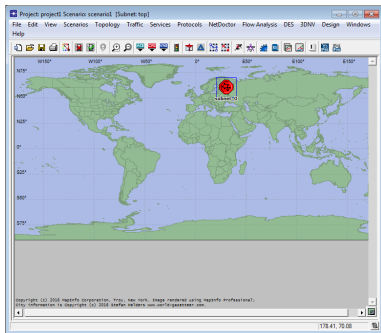 Project: project1 Scenario: scenario1 [Subnet: top]
File Edit View Scenarios Topology Traffic Services Protocols NetDoctor Flow Analysis DES 3DNV Design Windows
Help
W150° W100° W50° 0° E50° E100° E150°
N75°
N50°
subnet_0
N25°
0°
S25°
S50°
S75°
Copyright (c) 2018 MapInfo Corporation, Troy, New York. Image rendered using MapInfo Professional;
City information is Copyright (c) 2018 Stefan Helders www.world-gazetteer.com
178.41, 70.08